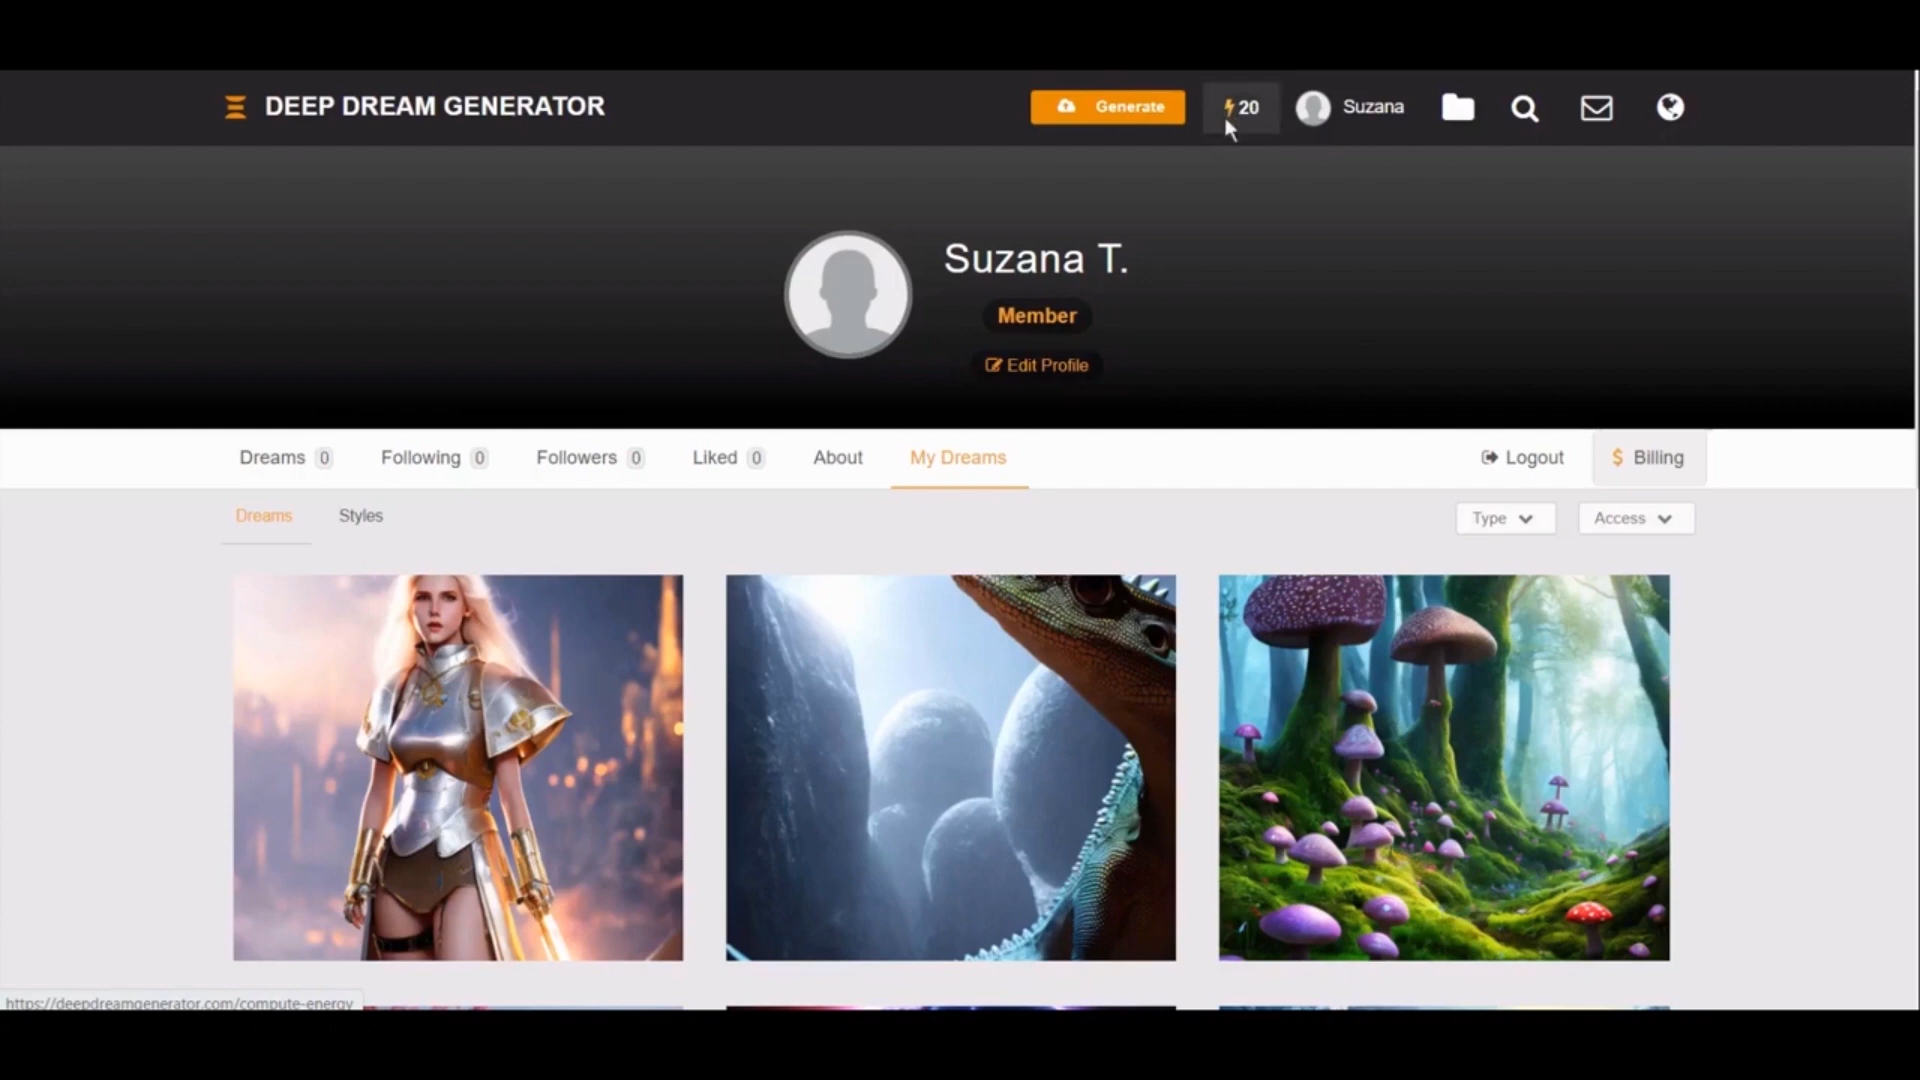 DEEP DREAM GENERATOR
Generate
20
Suzana
Suzana T.
Member
Edit Profile
Dreams 0
Following 0
Followers 0
Liked 0
About
My Dreams
Logout
$ Billing
Dreams
Styles
Type
Access
https://deepdreamgenerator.com/compute-energy